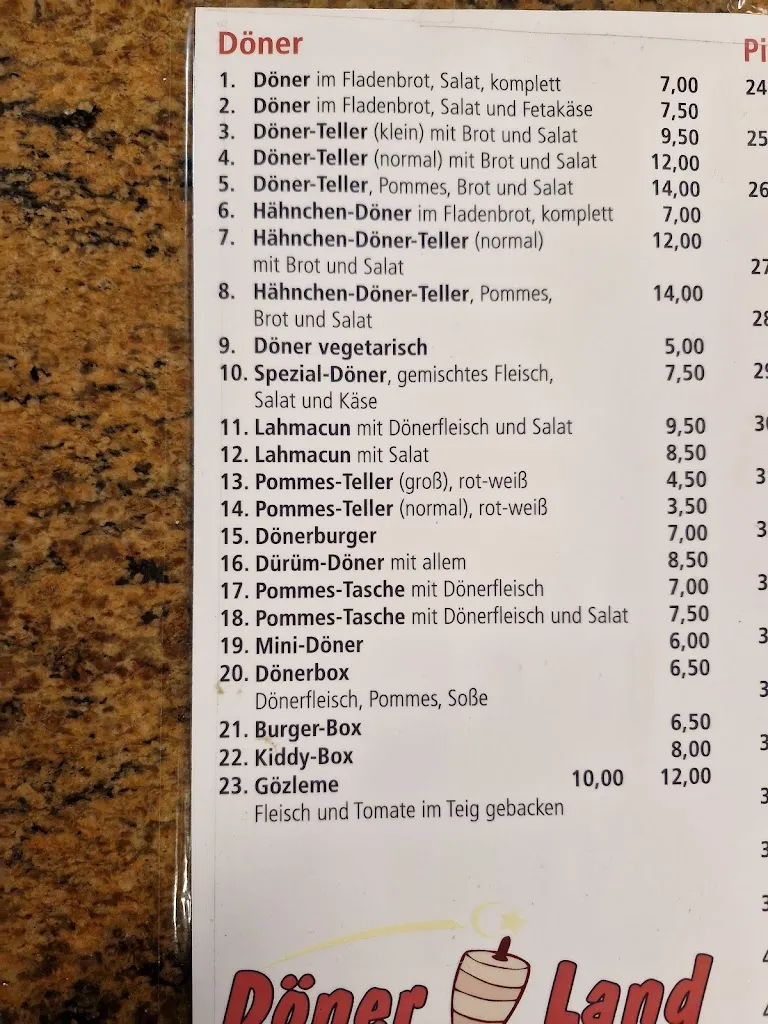 Döner
1. Döner im Fladenbrot, Salat, komplett 7,00
2. Döner im Fladenbrot, Salat und Fetakäse 7,50
3. Döner-Teller (klein) mit Brot und Salat 9,50
4. Döner-Teller (normal) mit Brot und Salat 12,00
5. Döner-Teller, Pommes, Brot und Salat 14,00
6. Hähnchen-Döner im Fladenbrot, komplett 7,00
7. Hähnchen-Döner-Teller (normal) 12,00
mit Brot und Salat
8. Hähnchen-Döner-Teller, Pommes, 14,00
Brot und Salat
9. Döner vegetarisch 5,00
10. Spezial-Döner, gemischtes Fleisch, 7,50
Salat und Käse
11. Lahmacun mit Dönerfleisch und Salat 9,50
12. Lahmacun mit Salat 8,50
13. Pommes-Teller (groß), rot-weiß 4,50
14. Pommes-Teller (normal), rot-weiß 3,50
15. Dönerburger 7,00
16. Dürüm-Döner mit allem 8,50
17. Pommes-Tasche mit Dönerfleisch 7,00
18. Pommes-Tasche mit Dönerfleisch und Salat 7,50
19. Mini-Döner 6,00
20. Dönerbox 6,50
Dönerfleisch, Pommes, Soße
21. Burger-Box 6,50
22. Kiddy-Box 8,00
23. Gözleme 10,00 12,00
Fleisch und Tomate im Teig gebacken
Döner Land
Pi
24
25
26
27
28
29